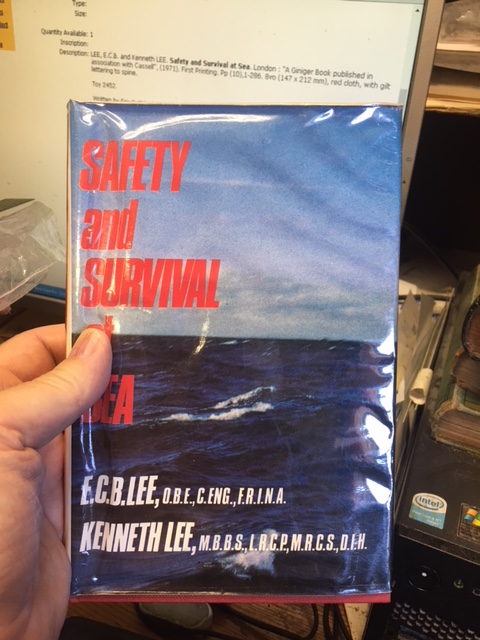 Type:
Size:
Quantity Available: 1
Inscription:
Description: LEE, E.C.B. and Kenneth LEE. Safety and Survival at Sea. London : "A Giniger Book published in
association with Cassell", (1971). First Printing. Pp (10),1-286. 8vo (147 x 212 mm), red cloth, with gilt
lettering to spine.
Toy 2452.
SAFETY
and
SURVIVAL
SEA
E.C.B.LEE, O.B.E., C.ENG., F.R.I.N.A.
KENNETH LEE, M.B.B.S., L.R.C.P., M.R.C.S., D.I.H.
intel